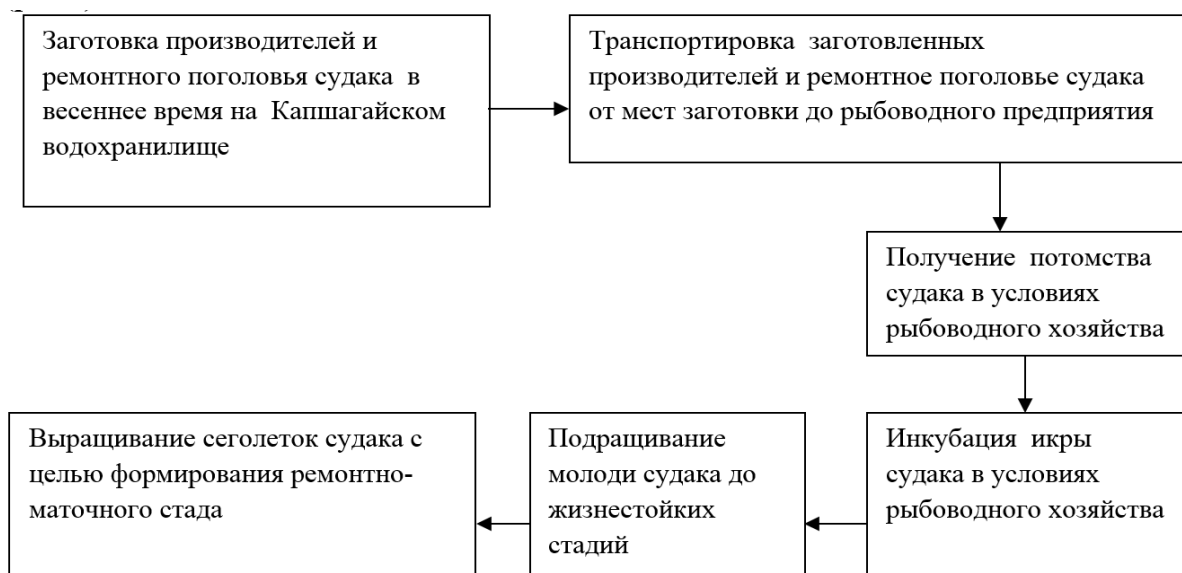 Заготовка производителей и
ремонтного поголовья судака в
весеннее время на Капшагайском
водохранилище
Транспортировка заготовленных
производителей и ремонтное поголовье судака
от мест заготовки до рыбоводного предприятия
Получение потомства
судака в условиях
рыбоводного хозяйства
Инкубация икры
судака в условиях
рыбоводного хозяйства
Подращивание
молоди судака до
жизнестойких
стадий
Выращивание сеголеток судака с
целью формирования ремонтно-
маточного стада